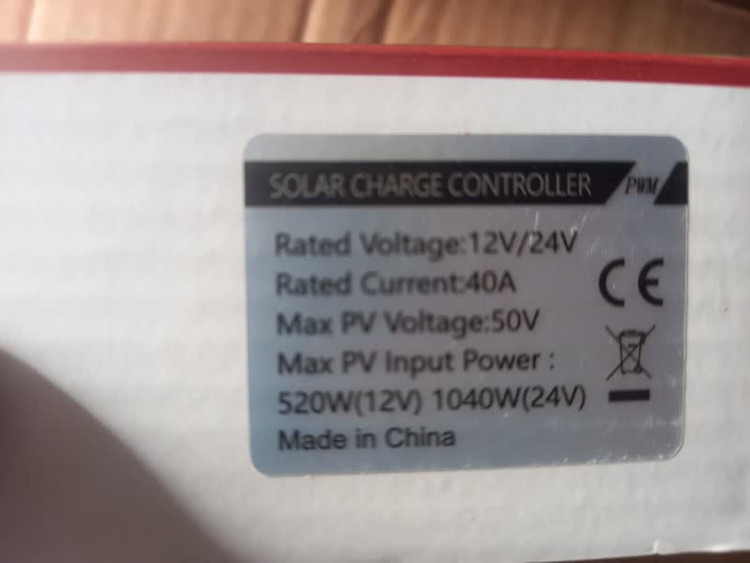 SOLAR CHARGE CONTROLLER PWM
Rated Voltage:12V/24V
Rated Current:40A
Max PV Voltage:50V
Max PV Input Power :
520W(12V) 1040W(24V)
Made in China
CE